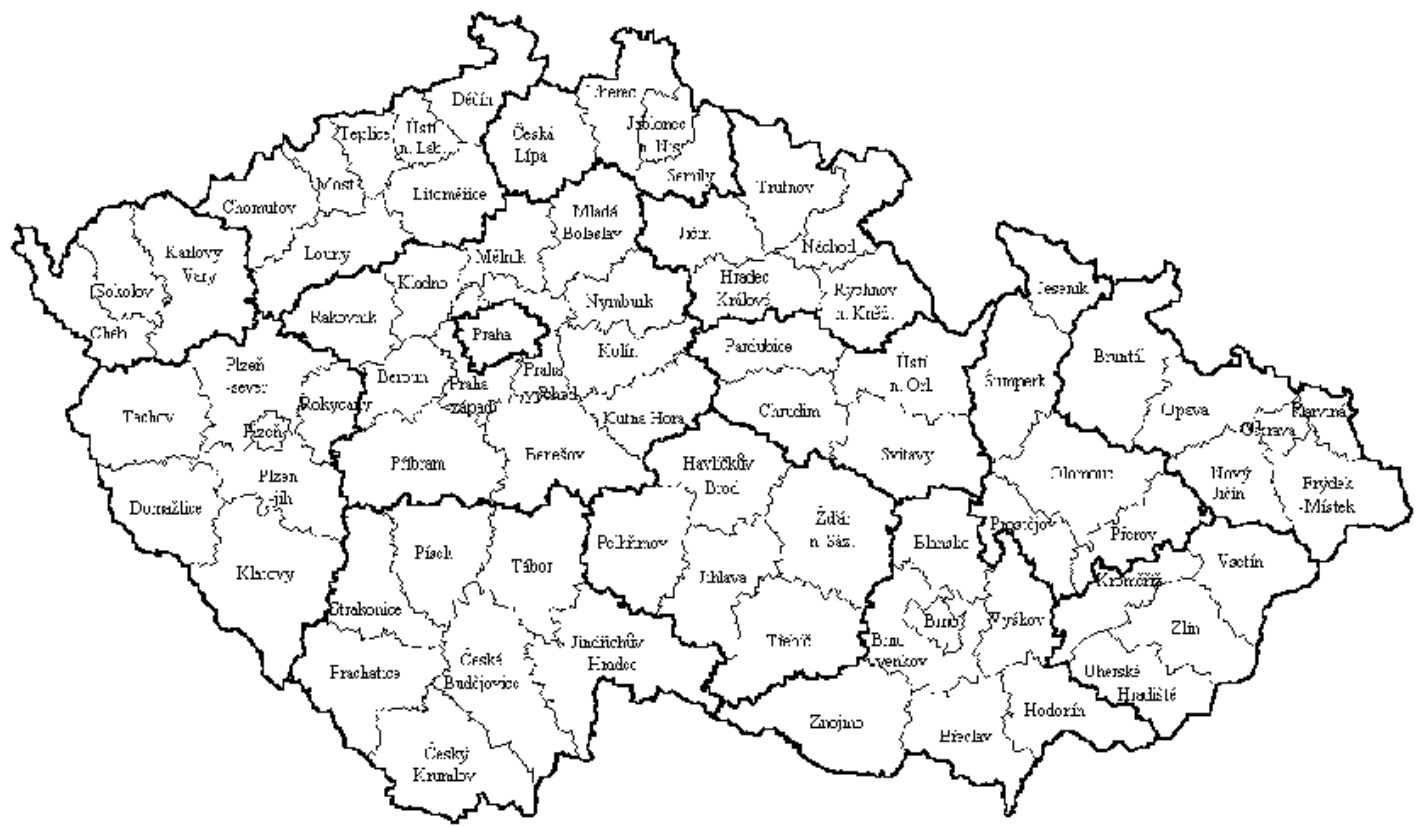 Děčín
Liberec
Teplice
Ústí
n. Lab.
Česká
Lípa
Jablonec
n. Nis.
Semily
Most
Chomutov
Litoměřice
Trutnov
Mladá
Boleslav
Jičín
Náchod
Louny
Mělník
Karlovy
Vary
Sokolov
Cheb
Kladno
Rakovník
Nymburk
Hradec
Králové
Rychnov
n. Kněž.
Jeseník
Praha
Kolín
Pardubice
Ústí
n. Orl.
Bruntál
Šumperk
Plzeň
-sever
Beroun
Praha
-západ
Praha
-východ
Tachov
Rokycany
Plzeň
Kutná Hora
Chrudim
Opava
Karviná
Ostrava
Příbram
Benešov
Havlíčkův
Brod
Svitavy
Olomouc
Nový
Jičín
Frýdek
-Místek
Plzeň
-jih
Domažlice
Klatovy
Písek
Tábor
Pelhřimov
Žďár
n. Sáz.
Blansko
Prostějov
Přerov
Vsetín
Kroměříž
Jihlava
Strakonice
Třebíč
Brno
Brno
venkov
Vyškov
Zlín
Jindřichův
Hradec
České
Budějovice
Prachatice
Uherské
Hradiště
Hodonín
Znojmo
Břeclav
Český
Krumlov